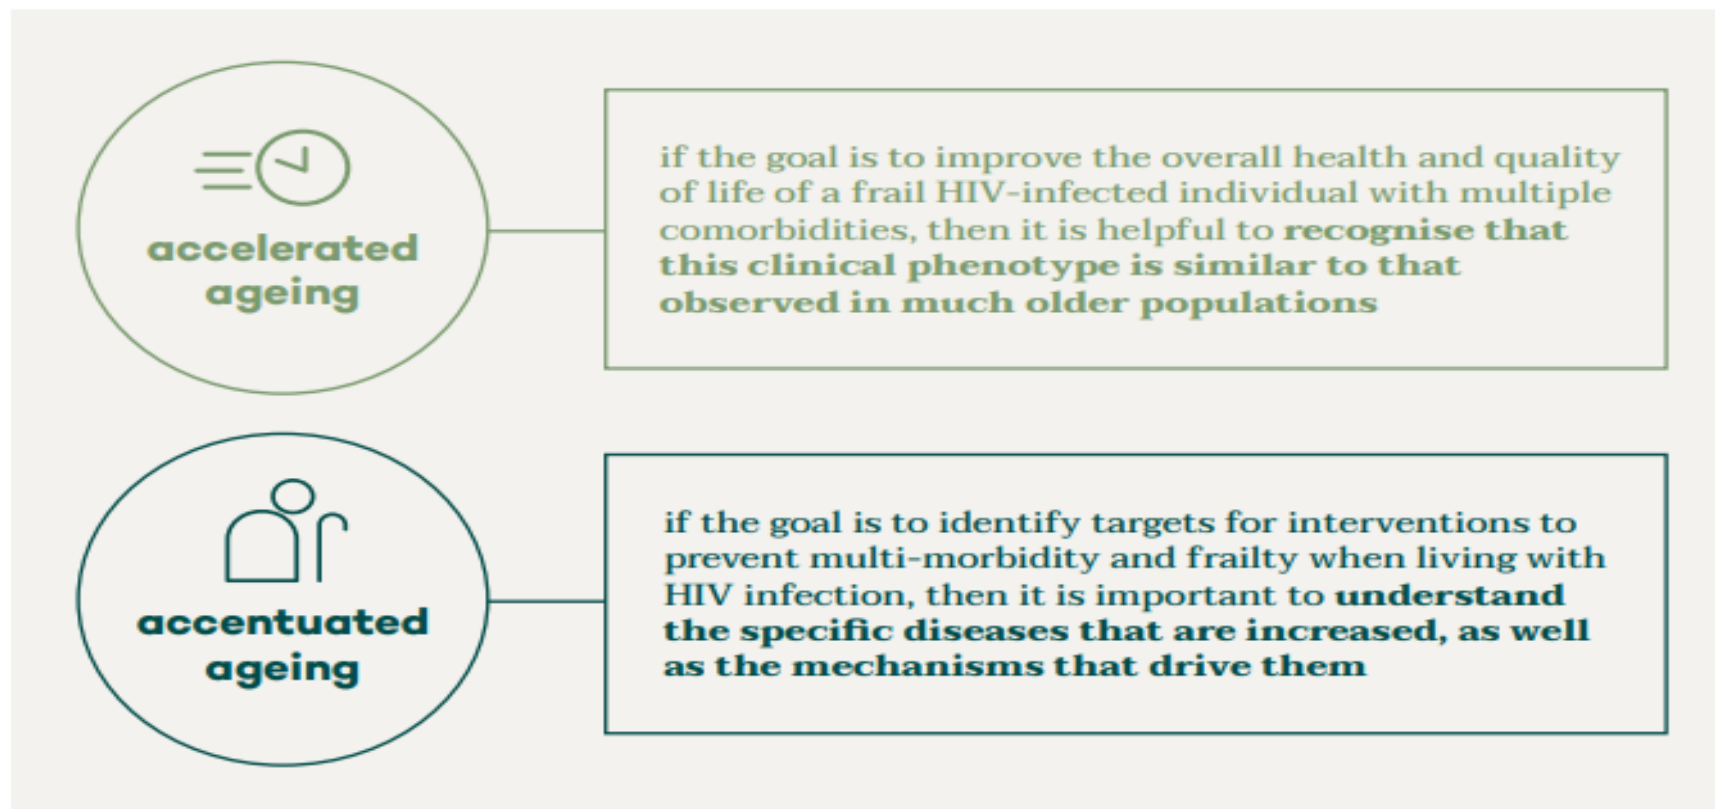 accelerated
ageing
if the goal is to improve the overall health and quality
of life of a frail HIV-infected individual with multiple
comorbidities, then it is helpful to recognise that
this clinical phenotype is similar to that
observed in much older populations
accentuated
ageing
if the goal is to identify targets for interventions to
prevent multi-morbidity and frailty when living with
HIV infection, then it is important to understand
the specific diseases that are increased, as well
as the mechanisms that drive them